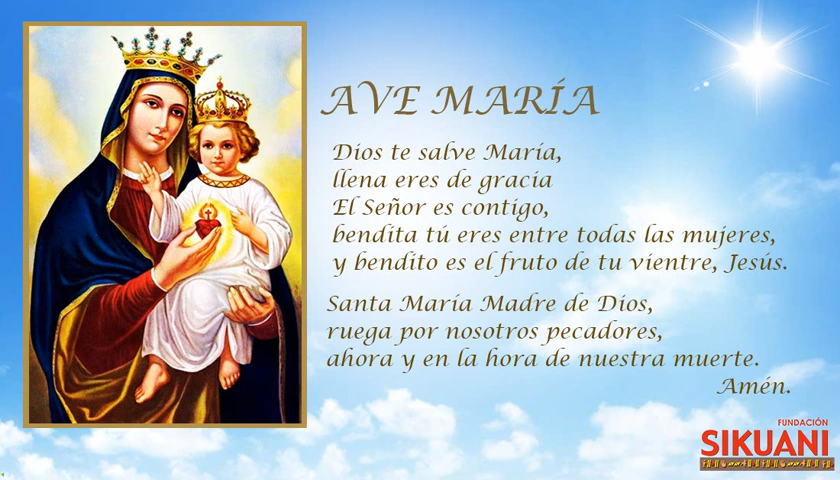 AVE MARÍA
Dios te salve María,
llena eres de gracia
El Señor es contigo,
bendita tú eres entre todas las mujeres,
y bendito es el fruto de tu vientre, Jesús.
Santa María Madre de Dios,
ruega por nosotros pecadores,
ahora y en la hora de nuestra muerte.
Amén.
FUNDACIÓN
SIKUANI